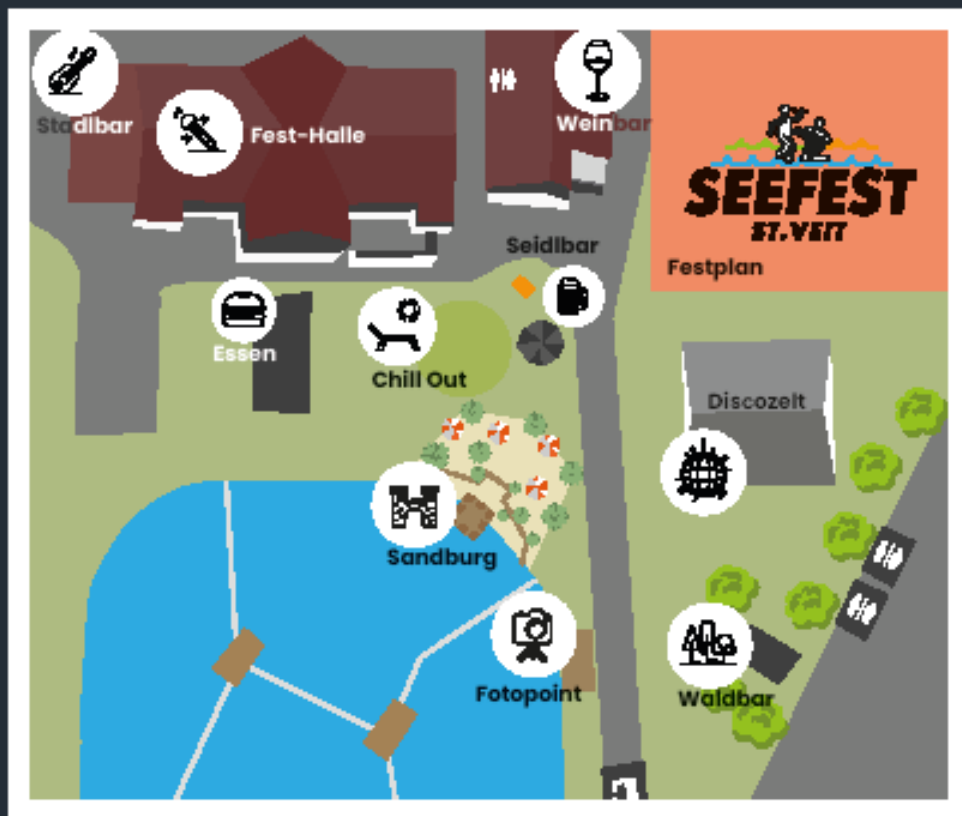 Stadlbar
Fest-Halle
Weinbar
SEEFEST
ST. VEIT
Festplan
Seidlbar
Essen
Chill Out
Discozelt
Sandburg
Fotopoint
Waldbar